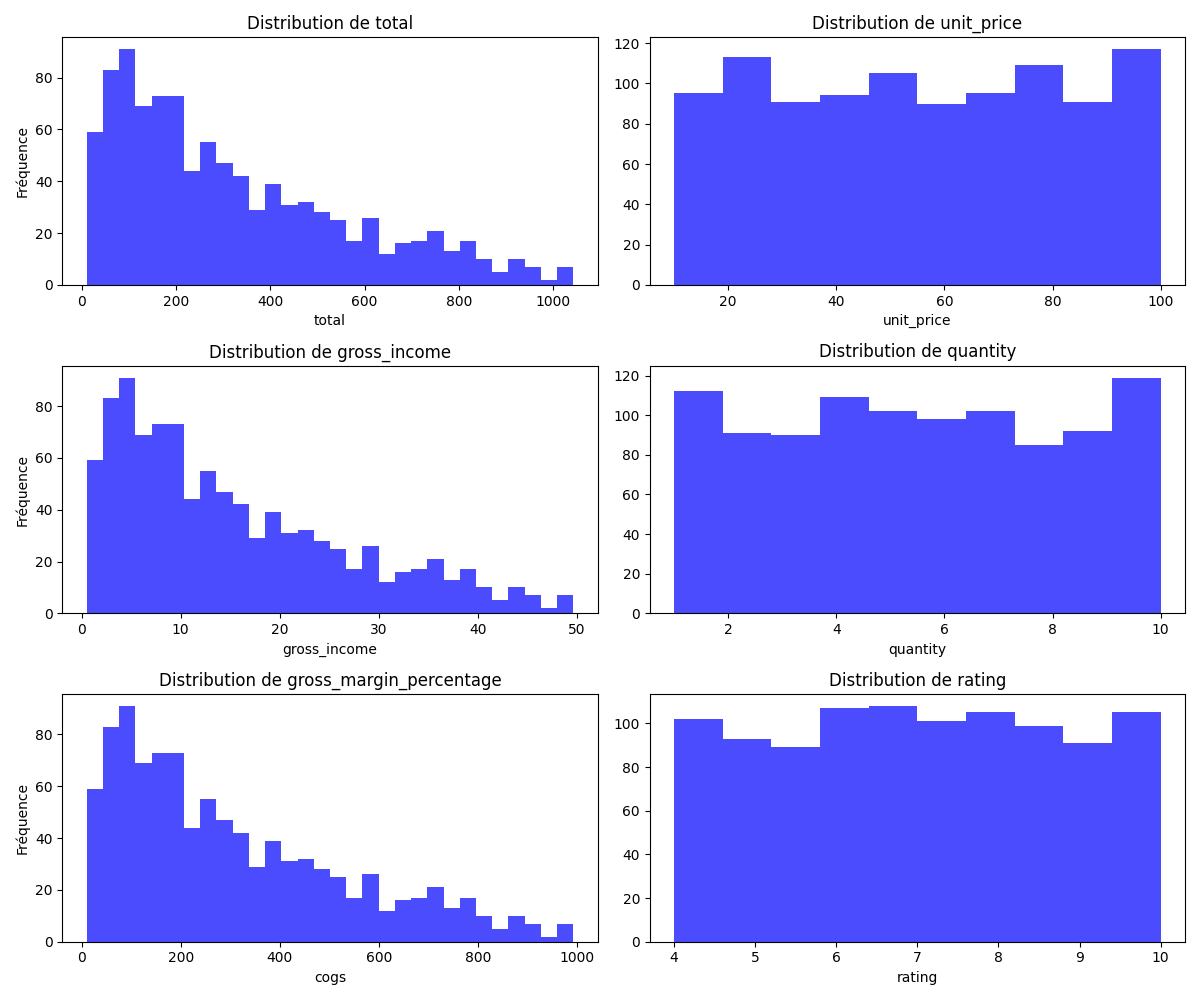 Distribution de total
Fréquence
80
60
40
20
0
0 200 400 600 800 1000
total
Distribution de unit_price
120
100
80
60
40
20
0
20 40 60 80 100
unit_price
Distribution de gross_income
Fréquence
80
60
40
20
0
0 10 20 30 40 50
gross_income
Distribution de quantity
120
100
80
60
40
20
0
2 4 6 8 10
quantity
Distribution de gross_margin_percentage
Fréquence
80
60
40
20
0
0 200 400 600 800 1000
cogs
Distribution de rating
100
80
60
40
20
0
4 5 6 7 8 9 10
rating